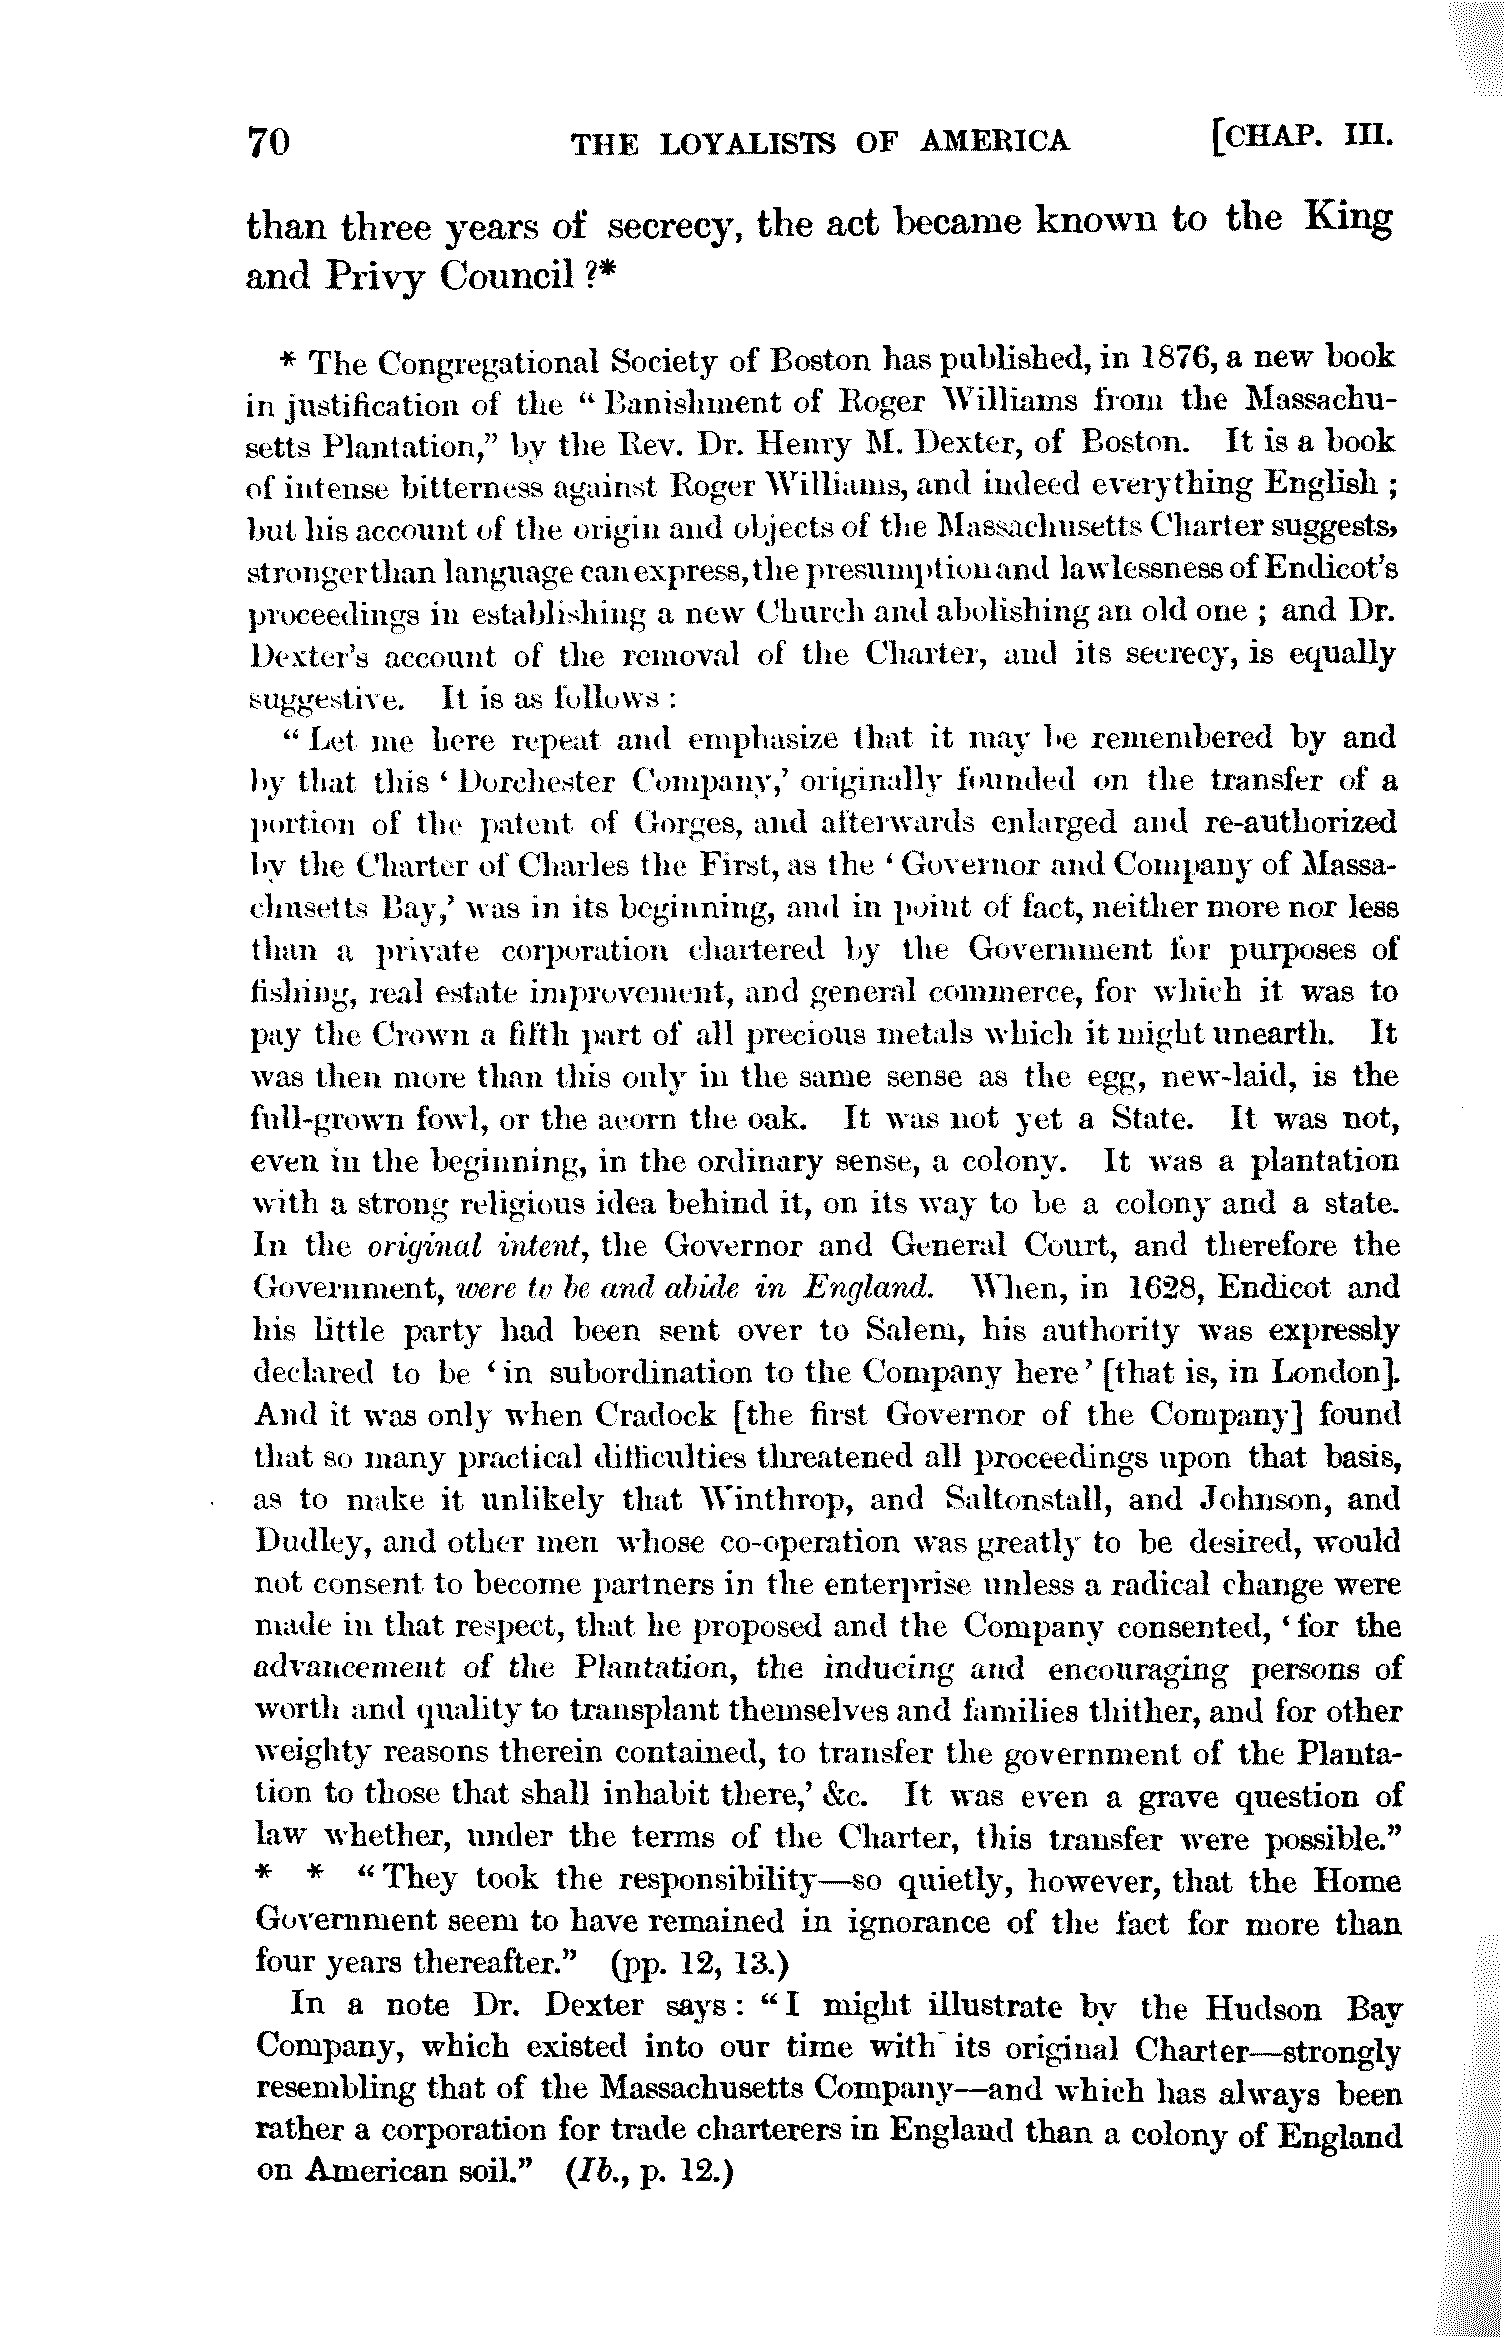 70 THE LOYALISTS OF AMERICA [CHAP. III.
than three years of secrecy, the act became known to the King
and Privy Council ?*
* The Congregational Society of Boston has published, in 1876, a new book
in justification of the “ Banishment of Roger Williams from the Massachu-
setts Plantation,” by the Rev. Dr. Henry M. Dexter, of Boston. It is a book
of intense bitterness against Roger Williams, and indeed everything English ;
but his account of the origin and objects of the Massachusetts Charter suggests,
stronger than language can express, the presumption and lawlessness of Endicot's
proceedings in establishing a new Church and abolishing an old one ; and Dr.
Dexter's account of the removal of the Charter, and its secrecy, is equally
suggestive. It is as follows :
“ Let me here repeat and emphasize that it may be remembered by and
by that this ‘ Dorchester Company,’ originally founded on the transfer of a
portion of the patent of Gorges, and afterwards enlarged and re-authorized
by the Charter of Charles the First, as the ‘ Governor and Company of Massa-
chusetts Bay,’ was in its beginning, and in point of fact, neither more nor less
than a private corporation chartered by the Government for purposes of
fishing, real estate improvement, and general commerce, for which it was to
pay the Crown a fifth part of all precious metals which it might unearth. It
was then more than this only in the same sense as the egg, new-laid, is the
full-grown fowl, or the acorn the oak. It was not yet a State. It was not,
even in the beginning, in the ordinary sense, a colony. It was a plantation
with a strong religious idea behind it, on its way to be a colony and a state.
In the original intent, the Governor and General Court, and therefore the
Government, were to be and abide in England. When, in 1628, Endicot and
his little party had been sent over to Salem, his authority was expressly
declared to be ‘ in subordination to the Company here ’ [that is, in London].
And it was only when Cradock [the first Governor of the Company] found
that so many practical difficulties threatened all proceedings upon that basis,
as to make it unlikely that Winthrop, and Saltonstall, and Johnson, and
Dudley, and other men whose co-operation was greatly to be desired, would
not consent to become partners in the enterprise unless a radical change were
made in that respect, that he proposed and the Company consented, ‘ for the
advancement of the Plantation, the inducing and encouraging persons of
worth and quality to transplant themselves and families thither, and for other
weighty reasons therein contained, to transfer the government of the Planta-
tion to those that shall inhabit there,’ &c. It was even a grave question of
law whether, under the terms of the Charter, this transfer were possible.”
* * “ They took the responsibility—so quietly, however, that the Home
Government seem to have remained in ignorance of the fact for more than
four years thereafter.” (pp. 12, 13.)
In a note Dr. Dexter says : “ I might illustrate by the Hudson Bay
Company, which existed into our time with its original Charter—strongly
resembling that of the Massachusetts Company—and which has always been
rather a corporation for trade charterers in England than a colony of England
on American soil.” (Ib., p. 12.)